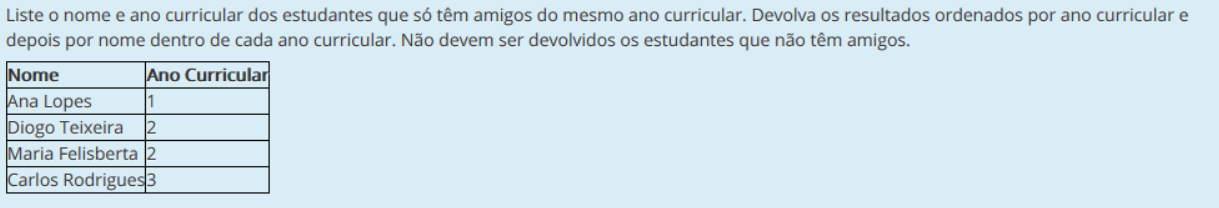 Liste o nome e ano curricular dos estudantes que só têm amigos do mesmo ano curricular. Devolva os resultados ordenados por ano curricular e
depois por nome dentro de cada ano curricular. Não devem ser devolvidos os estudantes que não têm amigos.
Nome Ano Curricular
Ana Lopes 1
Diogo Teixeira 2
Maria Felisberta 2
Carlos Rodrigues 3